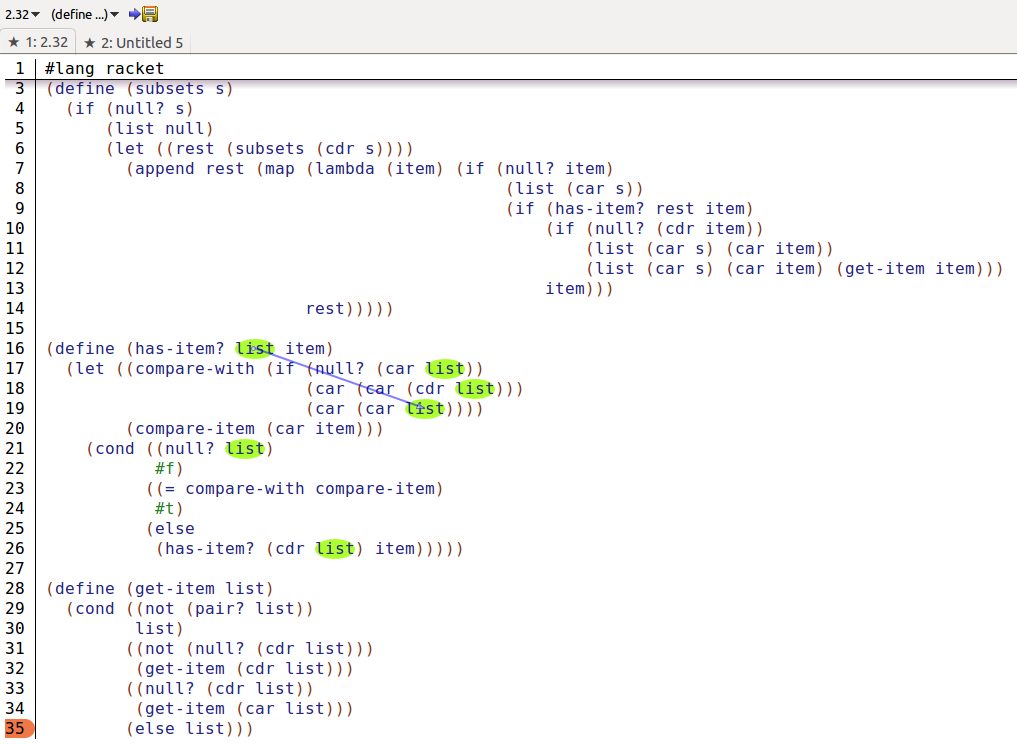 2.32 (define ...)
1: 2.32 2: Untitled 5
1 #lang racket
3 (define (subsets s)
4   (if (null? s)
5       (list null)
6       (let ((rest (subsets (cdr s))))
7         (append rest (map (lambda (item) (if (null? item)
8                                               (list (car s))
9                                               (if (has-item? rest item)
10                                                  (if (null? (cdr item))
11                                                      (list (car s) (car item))
12                                                      (list (car s) (car item) (get-item item)))
13                                                  item)))
14                          rest)))))
15
16 (define (has-item? list item)
17   (let ((compare-with (if (null? (car list))
18                           (car (car (cdr list)))
19                           (car (car list))))
20         (compare-item (car item)))
21     (cond ((null? list)
22            #f)
23           ((= compare-with compare-item)
24            #t)
25           (else
26            (has-item? (cdr list) item)))))
27
28 (define (get-item list)
29   (cond ((not (pair? list))
30          list)
31         ((not (null? (cdr list)))
32          (get-item (cdr list)))
33         ((null? (cdr list))
34          (get-item (car list)))
35         (else list)))